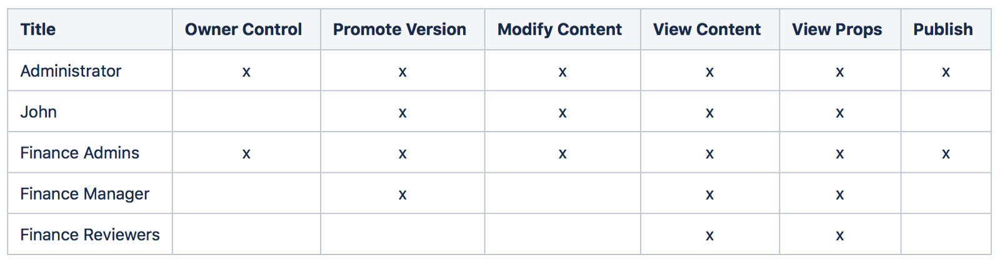 Title Owner Control Promote Version Modify Content View Content View Props Publish
Administrator x x x x x x
John x x x x
Finance Admins x x x x x x
Finance Manager x x x
Finance Reviewers x x